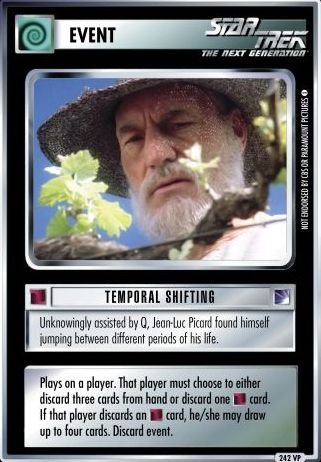 EVENT
STAR TREK
THE NEXT GENERATION
NOT ENDORSED BY CBS OR PARAMOUNT PICTURES
TEMPORAL SHIFTING
Unknowingly assisted by Q, Jean-Luc Picard found himself
jumping between different periods of his life.
Plays on a player. That player must choose to either
discard three cards from hand or discard one card.
If that player discards an card, he/she may draw
up to four cards. Discard event.
242 VP